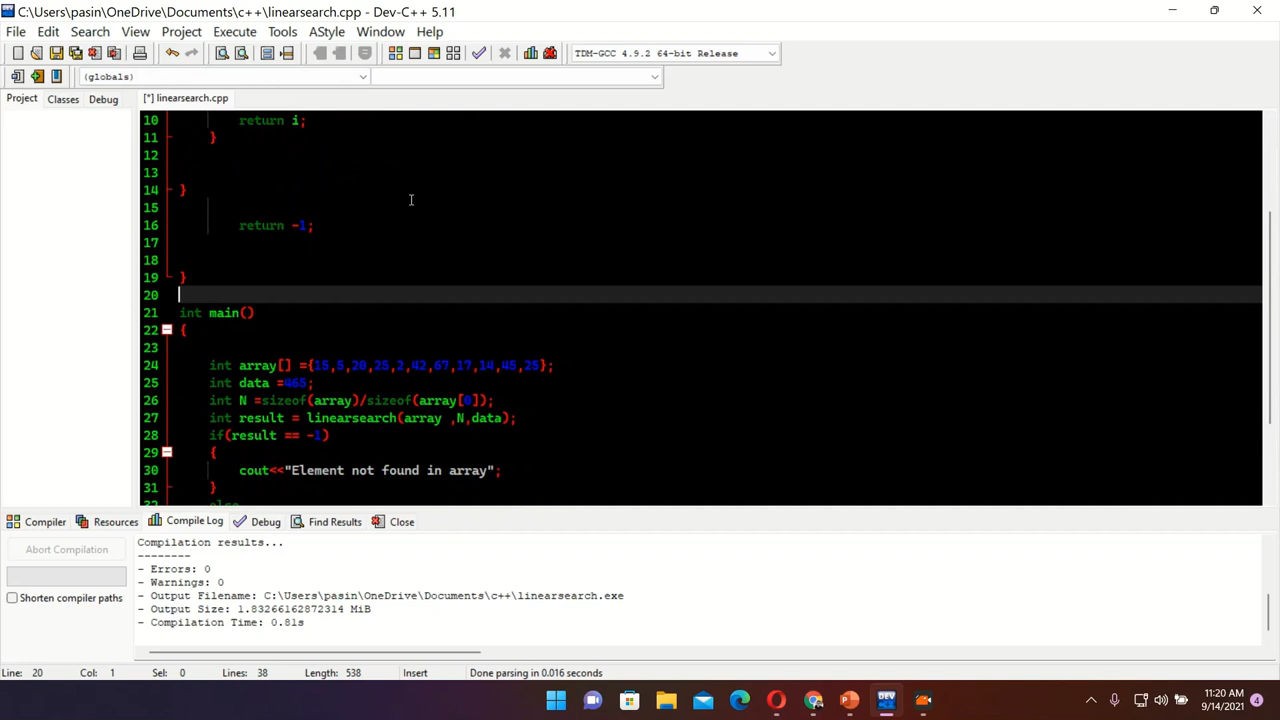 C:\Users\pasin\OneDrive\Documents\c++\linearsearch.cpp - Dev-C++ 5.11
File Edit Search View Project Execute Tools AStyle Window Help
TDM-GCC 4.9.2 64-bit Release
(globals)
Project Classes Debug [*] linearsearch.cpp
10 return i;
11 }
12
13
14 }
15
16 return -1;
17
18
19 }
20
21 int main()
22 {
23
24 int array[] ={15,5,20,25,2,42,67,17,14,45,25};
25 int data =465;
26 int N =sizeof(array)/sizeof(array[0]);
27 int result = linearsearch(array ,N,data);
28 if(result == -1)
29 {
30 cout<<"Element not found in array";
31 }
32 else
Compiler Resources Compile Log Debug Find Results Close
Abort Compilation
Shorten compiler paths
Compilation results...
--------
- Errors: 0
- Warnings: 0
- Output Filename: C:\Users\pasin\OneDrive\Documents\c++\linearsearch.exe
- Output Size: 1.83266162872314 MiB
- Compilation Time: 0.81s
Line: 20 Col: 1 Sel: 0 Lines: 38 Length: 538 Insert Done parsing in 0.016 seconds
DEV
11:20 AM
9/14/2021
4